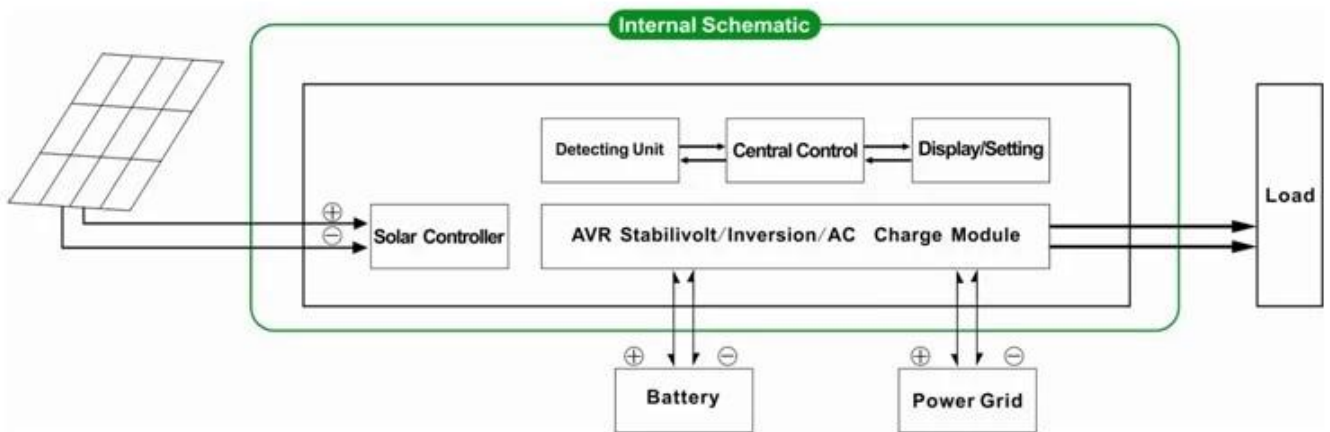 Internal Schematic
Detecting Unit
Central Control
Display/Setting
Load
⊕
⊖
Solar Controller
AVR Stabilivolt/Inversion/AC Charge Module
⊕
⊖
⊕
⊖
Battery
Power Grid